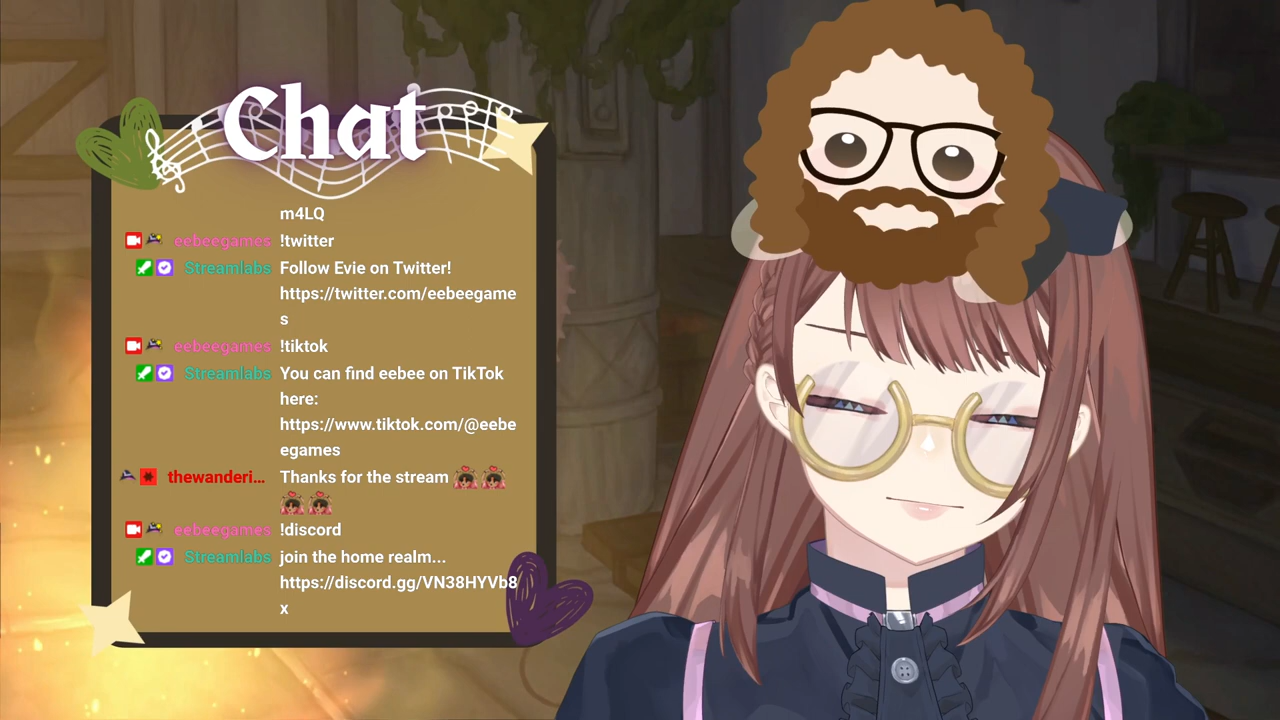 Chat
m4LQ
eebeegames !twitter
Streamlabs Follow Evie on Twitter!
https://twitter.com/eebeegame
s
eebeegames !tiktok
Streamlabs You can find eebee on TikTok
here:
https://www.tiktok.com/@eebe
egames
thewanderi... Thanks for the stream
eebeegames !discord
Streamlabs join the home realm...
https://discord.gg/VN38HYVb8
x